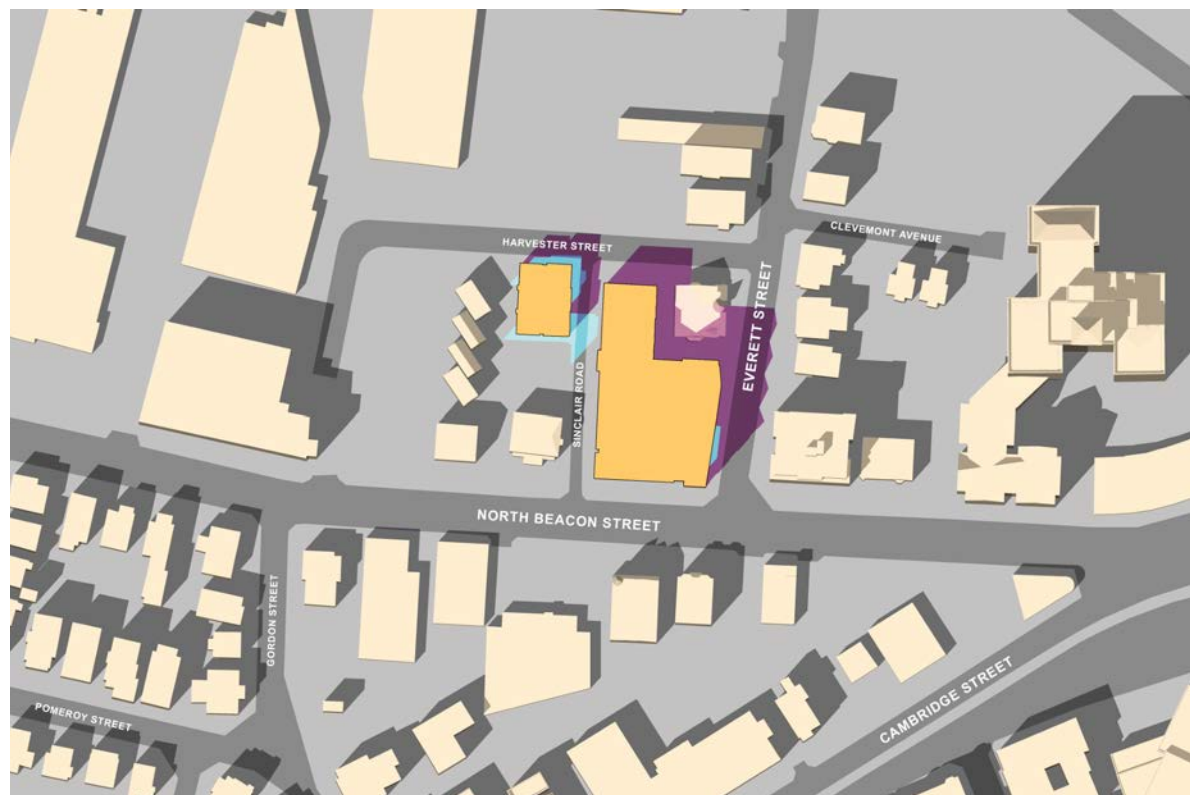 CLEVEMONT AVENUE
HARVESTER STREET
EVERETT STREET
SINCLAIR ROAD
NORTH BEACON STREET
GORDON STREET
CAMBRIDGE STREET
POMEROY STREET